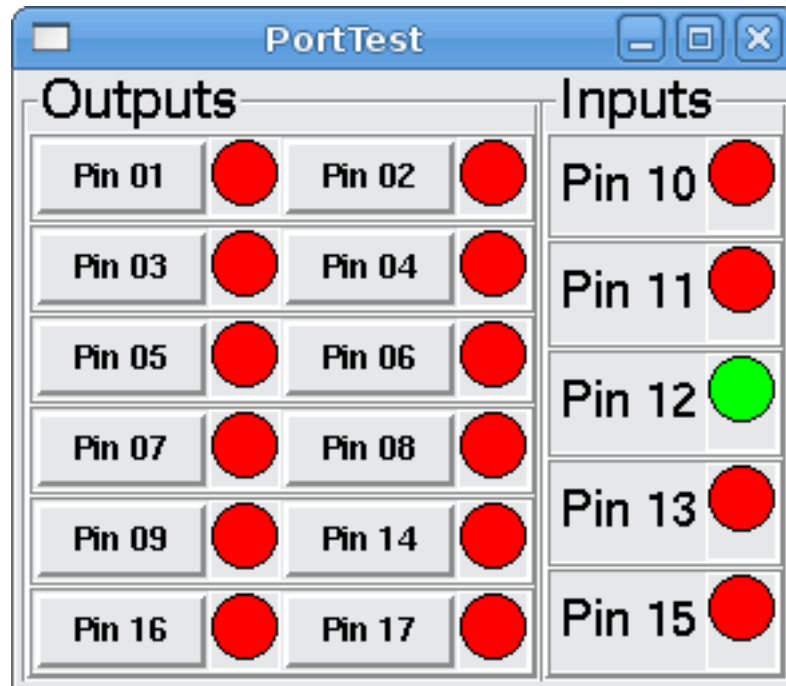 PortTest
Outputs
Pin 01 Pin 02
Pin 03 Pin 04
Pin 05 Pin 06
Pin 07 Pin 08
Pin 09 Pin 14
Pin 16 Pin 17
Inputs
Pin 10
Pin 11
Pin 12
Pin 13
Pin 15